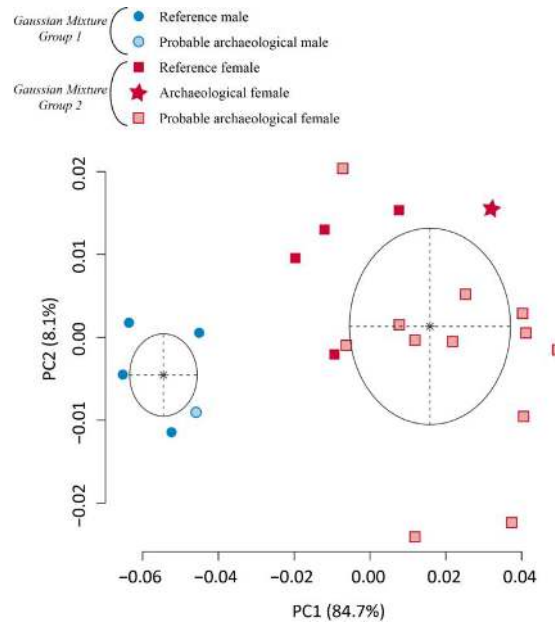 Gaussian Mixture
Group 1
Reference male
Probable archaeological male
Gaussian Mixture
Group 2
Reference female
Archaeological female
Probable archaeological female
0.02
0.01
0.00
−0.01
−0.02
PC2 (8.1%)
−0.06
−0.04
−0.02
0.00
0.02
0.04
PC1 (84.7%)